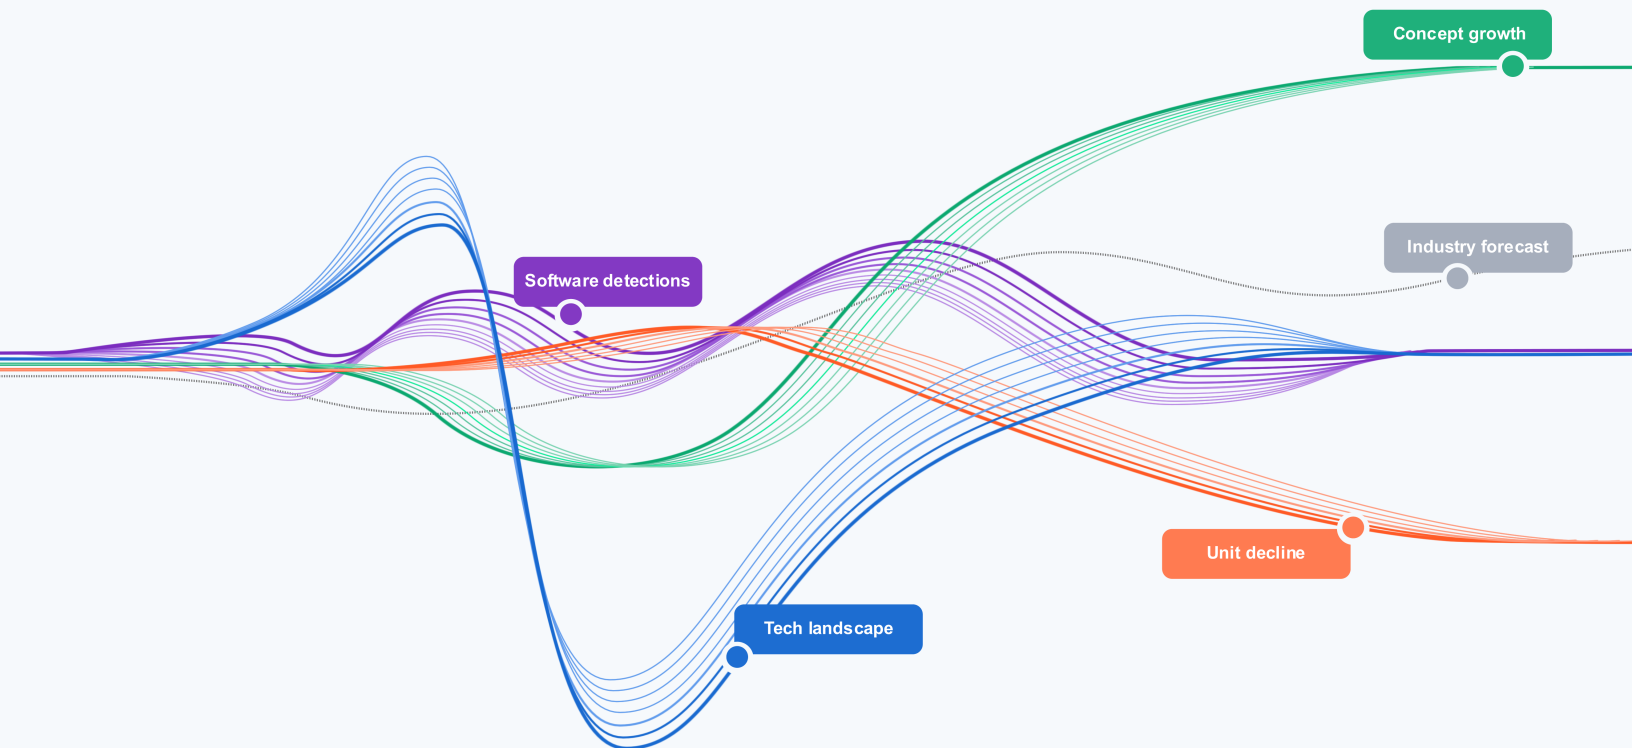 Concept growth
Industry forecast
Software detections
Unit decline
Tech landscape